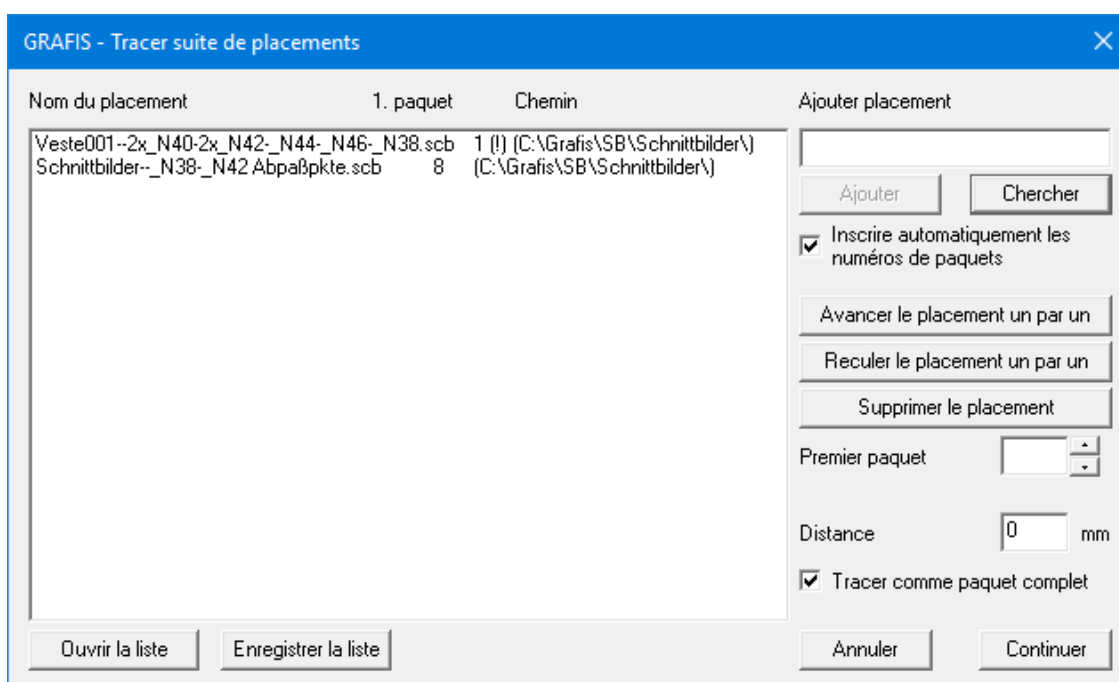 GRAFIS - Tracer suite de placements
Nom du placement 1. paquet Chemin
Veste001--2x_N40-2x_N42-_N44-_N46-_N38.scb 1 (!) (C:\Grafis\SB\Schnittbilder\)
Schnittbilder--_N38-_N42 Abpaßpkte.scb 8 (C:\Grafis\SB\Schnittbilder\)
Ajouter placement
Ajouter Chercher
Inscrire automatiquement les
numéros de paquets
Avancer le placement un par un
Reculer le placement un par un
Supprimer le placement
Premier paquet
Distance 0 mm
Tracer comme paquet complet
Ouvrir la liste Enregistrer la liste Annuler Continuer